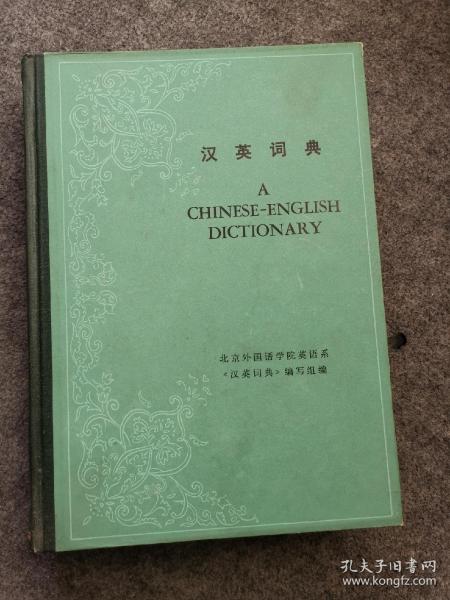 汉英词典
A
CHINESE-ENGLISH
DICTIONARY
北京外国语学院英语系
《汉英词典》编写组编
孔夫子旧书网
www.kongfz.com